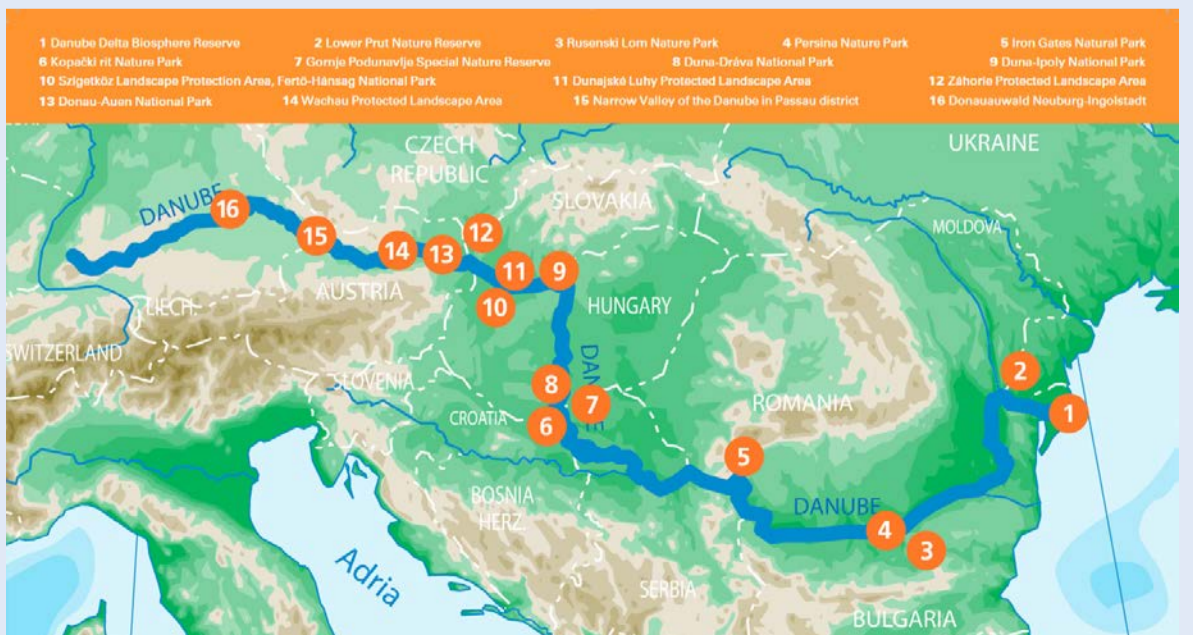 1 Danube Delta Biosphere Reserve 2 Lower Prut Nature Reserve 3 Rusenski Lom Nature Park 4 Persina Nature Park 5 Iron Gates Natural Park
6 Kopački rit Nature Park 7 Gornje Podunavlje Special Nature Reserve 8 Duna-Dráva National Park 9 Duna-Ipoly National Park
10 Szigetköz Landscape Protection Area, Fertő-Hánsag National Park 11 Dunajské Luhy Protected Landscape Area 12 Záhorie Protected Landscape Area
13 Donau-Auen National Park 14 Wachau Protected Landscape Area 15 Narrow Valley of the Danube in Passau district 16 Donauauwald Neuburg-Ingolstadt
CZECH
REPUBLIC
UKRAINE
SLOVAKIA
DANUBE
16
15
14
13
12
11
9
10
MOLDOVA
AUSTRIA
LIECH.
HUNGARY
SWITZERLAND
SLOVENIA
DANUBE
8
7
6
2
1
CROATIA
ROMANIA
5
BOSNIA
HERZ.
DANUBE
4
3
Adria
SERBIA
BULGARIA